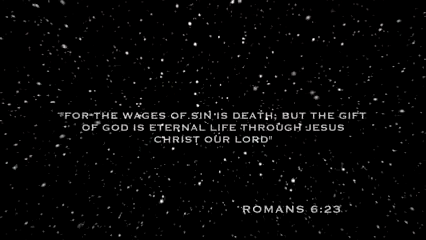 "FOR THE WAGES OF SIN IS DEATH; BUT THE GIFT
OF GOD IS ETERNAL LIFE THROUGH JESUS
CHRIST OUR LORD"
ROMANS 6:23